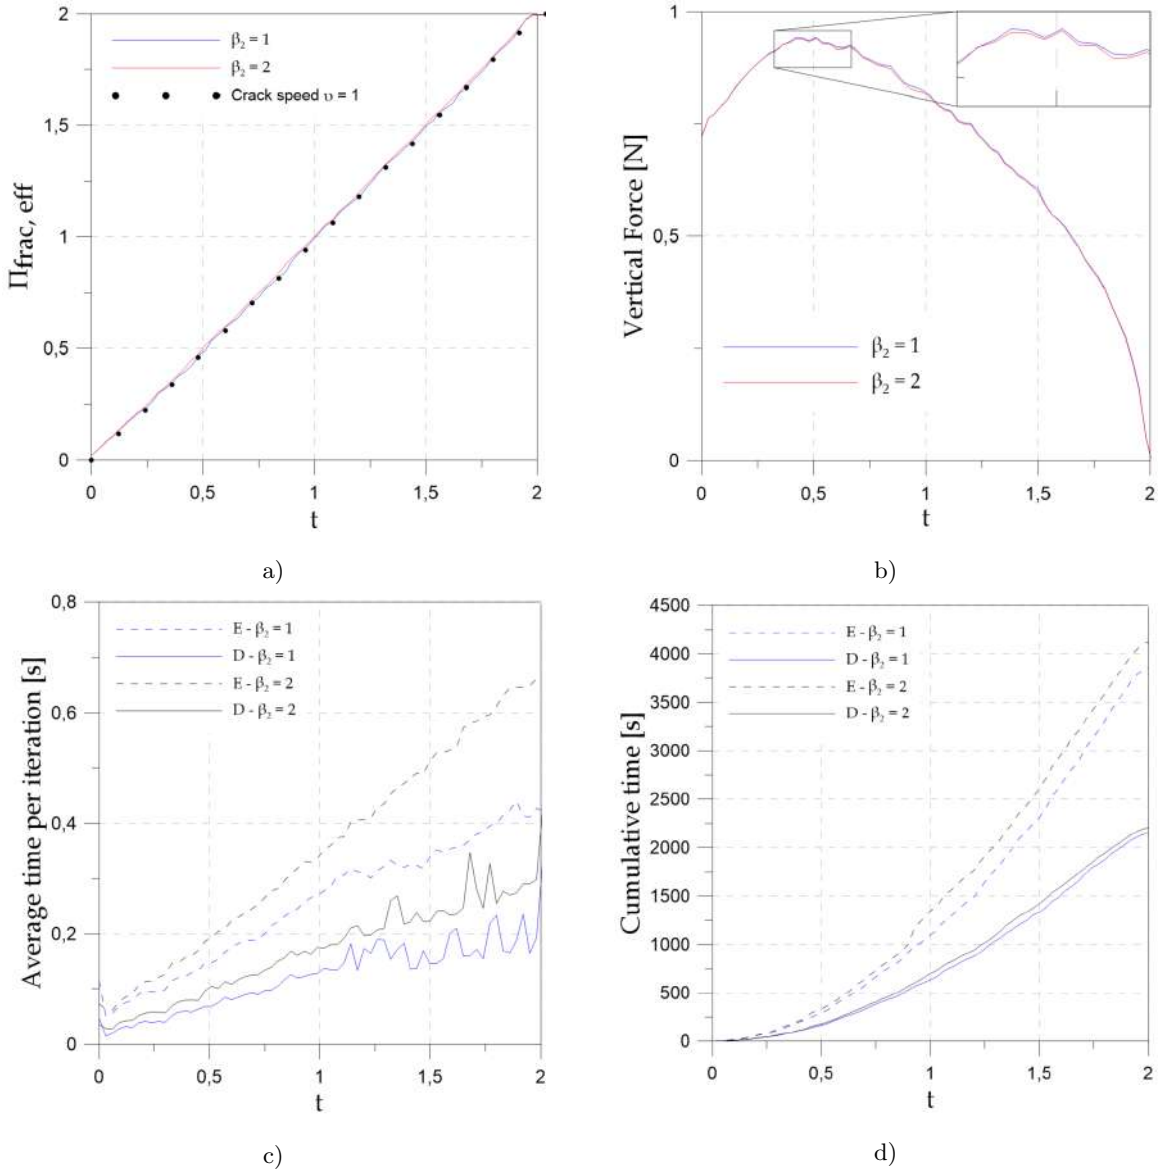 2
1,5
1
0,5
0
0
0,5
1
1,5
2
Πfrac, eff
t
β2 = 1
β2 = 2
Crack speed υ = 1
a)
1
0,5
0
0
0,5
1
1,5
2
Vertical Force [N]
t
β2 = 1
β2 = 2
b)
0,8
0,6
0,4
0,2
0
0
0,5
1
1,5
2
Average time per iteration [s]
t
E - β2 = 1
D - β2 = 1
E - β2 = 2
D - β2 = 2
c)
4500
4000
3500
3000
2500
2000
1500
1000
500
0
0
0,5
1
1,5
2
Cumulative time [s]
t
E - β2 = 1
D - β2 = 1
E - β2 = 2
D - β2 = 2
d)